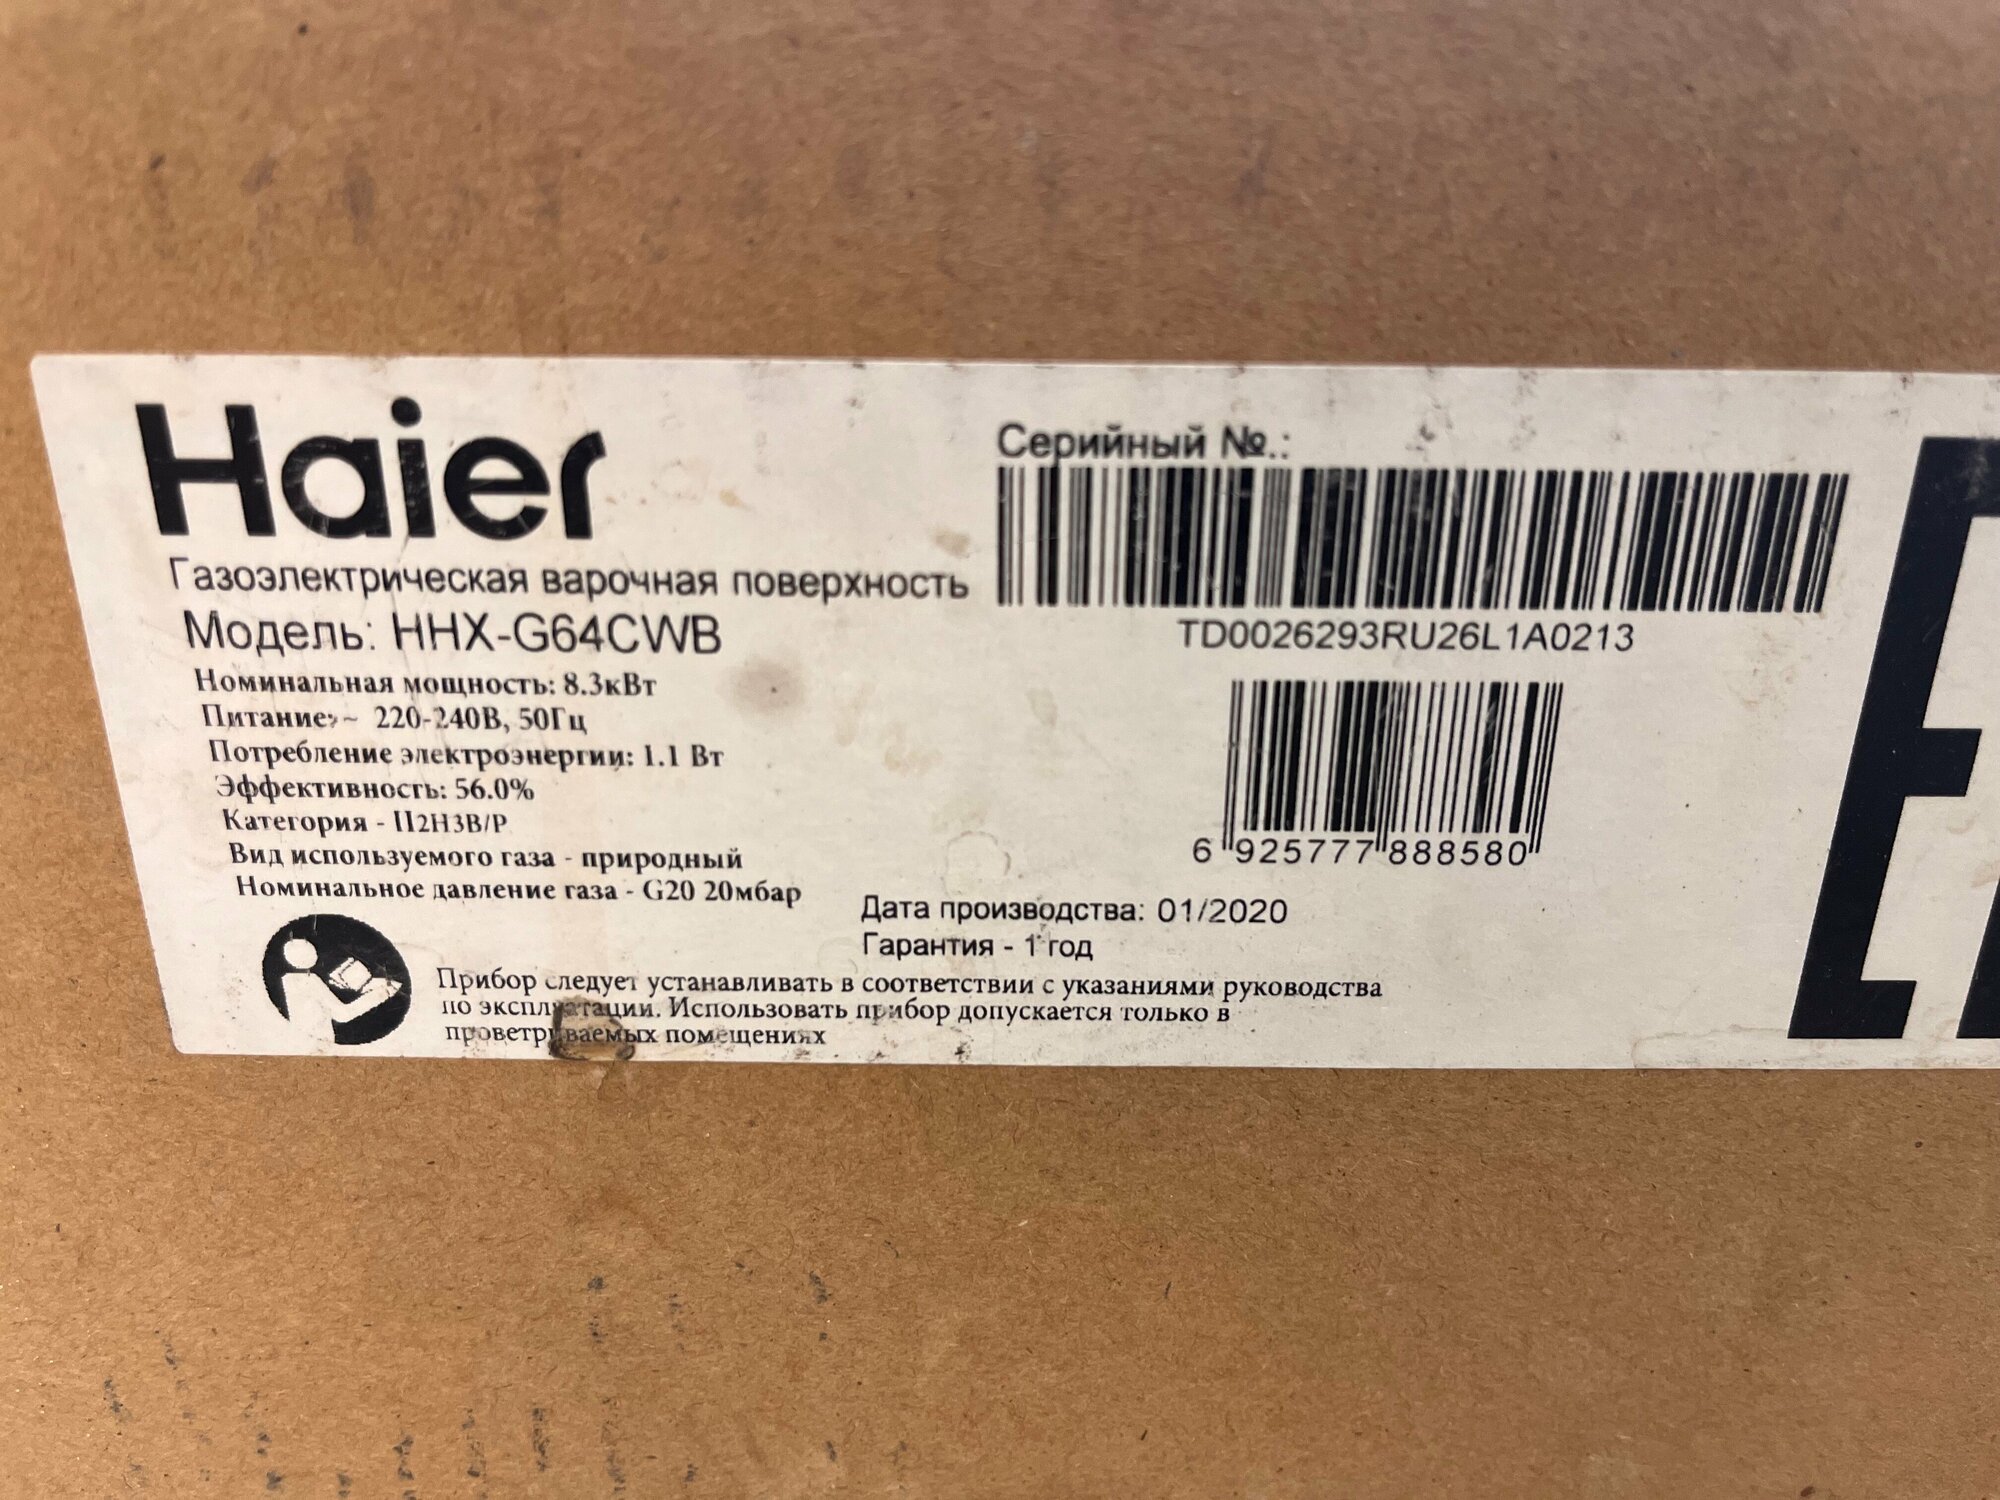 Haier
Газоэлектрическая варочная поверхность
Модель: HHX-G64CWB
Номинальная мощность: 8.3кВт
Питание:~ 220-240В, 50Гц
Потребление электроэнергии: 1.1 Вт
Эффективность: 56.0%
Категория - II2H3B/P
Вид используемого газа - природный
Номинальное давление газа - G20 20мбар
Серийный №.:
TD0026293RU26L1A0213
6 925777 888580
Дата производства: 01/2020
Гарантия - 1 год
Прибор следует устанавливать в соответствии с указаниями руководства
по эксплуатации. Использовать прибор допускается только в
проветриваемых помещениях